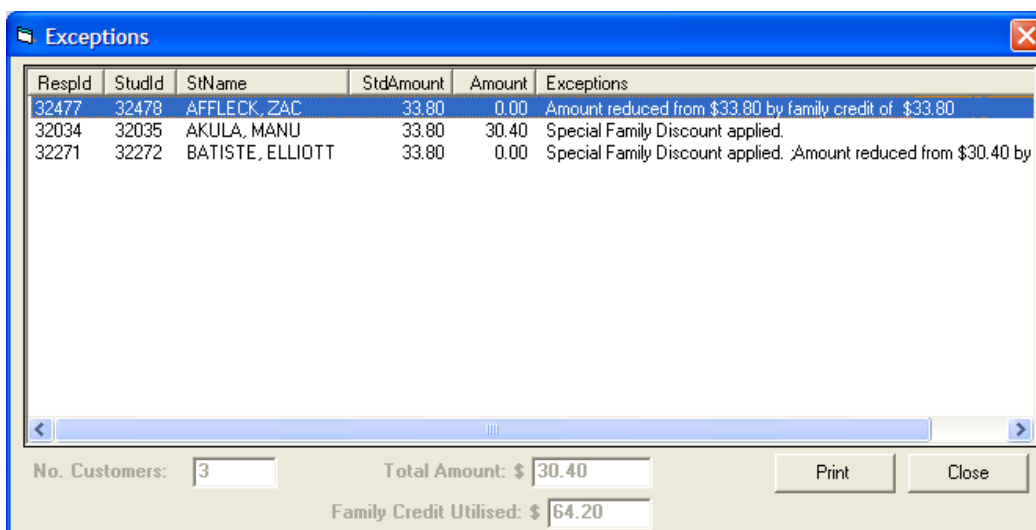 Exceptions
RespId StudId StName StdAmount Amount Exceptions
32477 32478 AFFLECK, ZAC 33.80 0.00 Amount reduced from $33.80 by family credit of $33.80
32034 32035 AKULA, MANU 33.80 30.40 Special Family Discount applied.
32271 32272 BATISTE, ELLIOTT 33.80 0.00 Special Family Discount applied. ;Amount reduced from $30.40 by
No. Customers: 3 Total Amount: $ 30.40 Print Close
Family Credit Utilised: $ 64.20